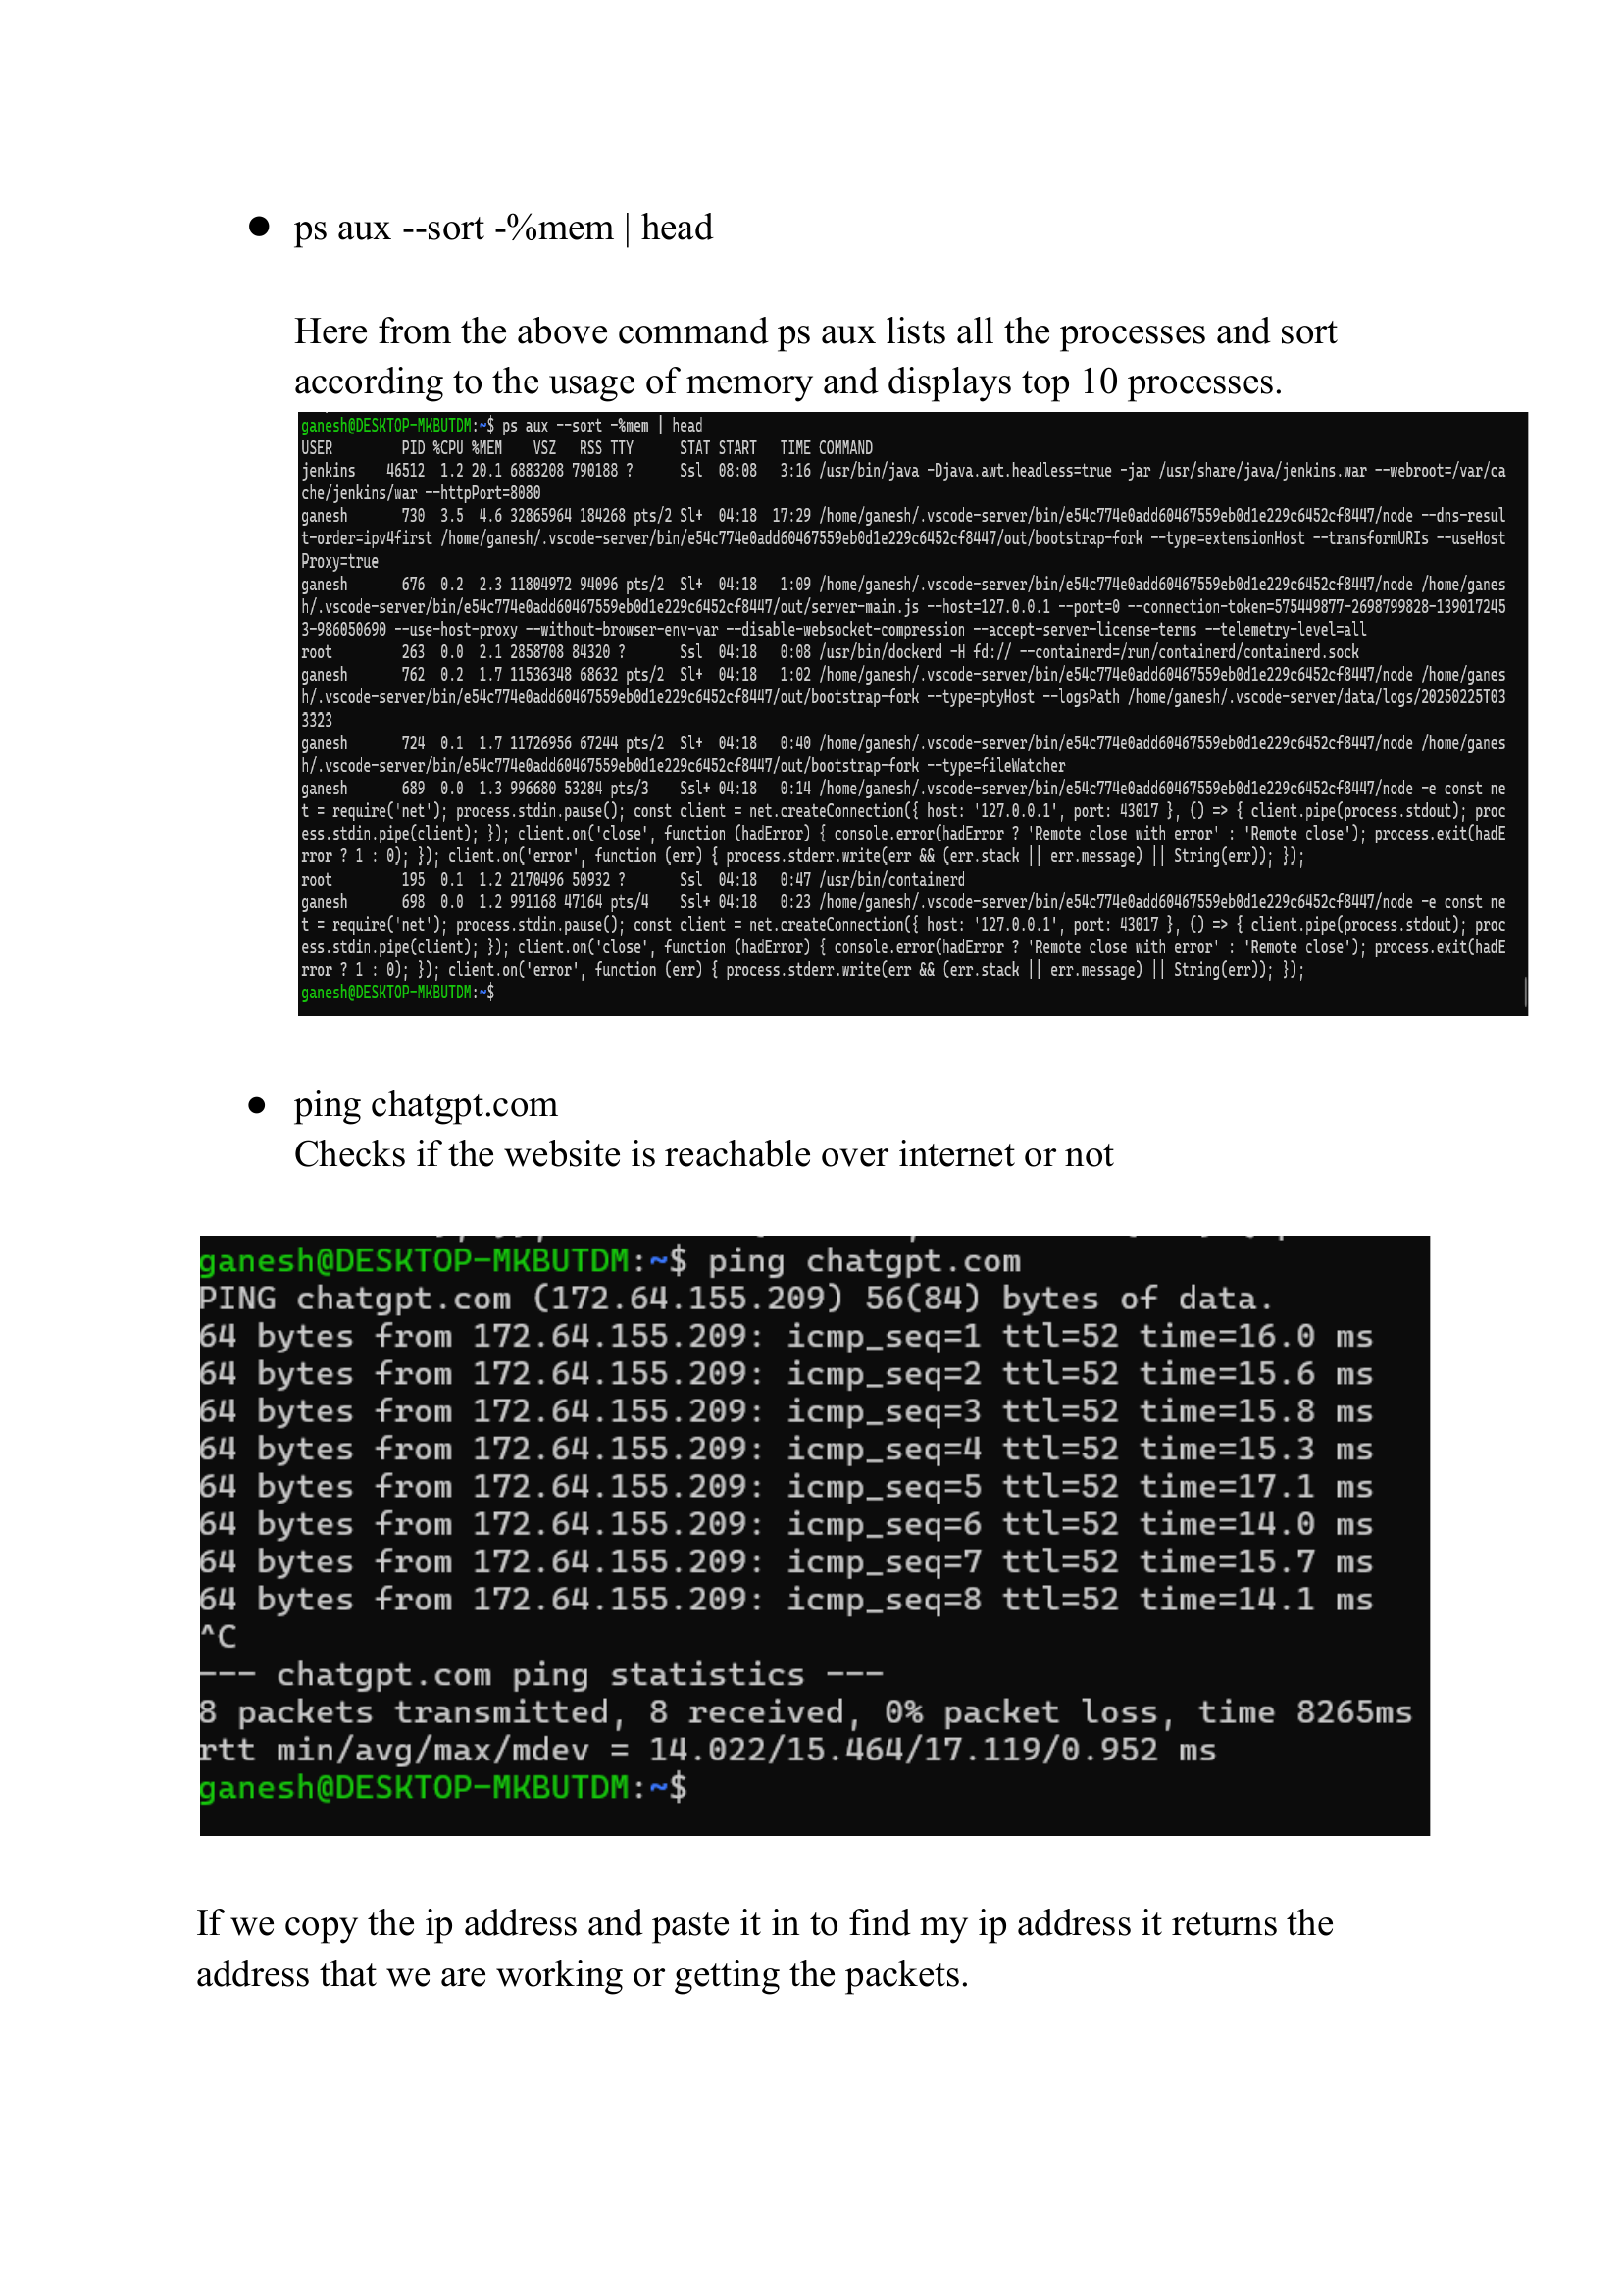 ● ps aux --sort -%mem | head
Here from the above command ps aux lists all the processes and sort
according to the usage of memory and displays top 10 processes.
ganesh@DESKTOP-MKBUTDM:~$ ps aux --sort -%mem | head
USER         PID %CPU %MEM    VSZ   RSS TTY      STAT START   TIME COMMAND
jenkins    46512  1.2 20.1 6883208 790188 ?      Ssl  08:08   3:16 /usr/bin/java -Djava.awt.headless=true -jar /usr/share/java/jenkins.war --webroot=/var/ca
che/jenkins/war --httpPort=8080
ganesh       730  3.5  4.6 32865964 184268 pts/2 Sl+  04:18  17:29 /home/ganesh/.vscode-server/bin/e54c774e0add60467559eb0d1e229c6452cf8447/node --dns-resul
t-order=ipv4first /home/ganesh/.vscode-server/bin/e54c774e0add60467559eb0d1e229c6452cf8447/out/bootstrap-fork --type=extensionHost --transformURIs --useHost
Proxy=true
ganesh       676  0.2  2.3 11804972 94096 pts/2  Sl+  04:18   1:09 /home/ganesh/.vscode-server/bin/e54c774e0add60467559eb0d1e229c6452cf8447/node /home/ganes
h/.vscode-server/bin/e54c774e0add60467559eb0d1e229c6452cf8447/out/server-main.js --host=127.0.0.1 --port=0 --connection-token=575449877-2698799828-139017245
3-986050690 --use-host-proxy --without-browser-env-var --disable-websocket-compression --accept-server-license-terms --telemetry-level=all
root         263  0.0  2.1 2858708 84320 ?       Ssl  04:18   0:08 /usr/bin/dockerd -H fd:// --containerd=/run/containerd/containerd.sock
ganesh       762  0.2  1.7 11536348 68632 pts/2  Sl+  04:18   1:02 /home/ganesh/.vscode-server/bin/e54c774e0add60467559eb0d1e229c6452cf8447/node /home/ganes
h/.vscode-server/bin/e54c774e0add60467559eb0d1e229c6452cf8447/out/bootstrap-fork --type=ptyHost --logsPath /home/ganesh/.vscode-server/data/logs/20250225T03
3323
ganesh       724  0.1  1.7 11726956 67244 pts/2  Sl+  04:18   0:40 /home/ganesh/.vscode-server/bin/e54c774e0add60467559eb0d1e229c6452cf8447/node /home/ganes
h/.vscode-server/bin/e54c774e0add60467559eb0d1e229c6452cf8447/out/bootstrap-fork --type=fileWatcher
ganesh       689  0.0  1.3 996680 53284 pts/3    Ssl+ 04:18   0:14 /home/ganesh/.vscode-server/bin/e54c774e0add60467559eb0d1e229c6452cf8447/node -e const ne
t = require('net'); process.stdin.pause(); const client = net.createConnection({ host: '127.0.0.1', port: 43017 }, () => { client.pipe(process.stdout); proc
ess.stdin.pipe(client); }); client.on('close', function (hadError) { console.error(hadError ? 'Remote close with error' : 'Remote close'); process.exit(hadE
rror ? 1 : 0); }); client.on('error', function (err) { process.stderr.write(err && (err.stack || err.message) || String(err)); });
root         195  0.1  1.2 2170496 50932 ?       Ssl  04:18   0:47 /usr/bin/containerd
ganesh       698  0.0  1.2 991168 47164 pts/4    Ssl+ 04:18   0:23 /home/ganesh/.vscode-server/bin/e54c774e0add60467559eb0d1e229c6452cf8447/node -e const ne
t = require('net'); process.stdin.pause(); const client = net.createConnection({ host: '127.0.0.1', port: 43017 }, () => { client.pipe(process.stdout); proc
ess.stdin.pipe(client); }); client.on('close', function (hadError) { console.error(hadError ? 'Remote close with error' : 'Remote close'); process.exit(hadE
rror ? 1 : 0); }); client.on('error', function (err) { process.stderr.write(err && (err.stack || err.message) || String(err)); });
ganesh@DESKTOP-MKBUTDM:~$
● ping chatgpt.com
Checks if the website is reachable over internet or not
ganesh@DESKTOP-MKBUTDM:~$ ping chatgpt.com
PING chatgpt.com (172.64.155.209) 56(84) bytes of data.
64 bytes from 172.64.155.209: icmp_seq=1 ttl=52 time=16.0 ms
64 bytes from 172.64.155.209: icmp_seq=2 ttl=52 time=15.6 ms
64 bytes from 172.64.155.209: icmp_seq=3 ttl=52 time=15.8 ms
64 bytes from 172.64.155.209: icmp_seq=4 ttl=52 time=15.3 ms
64 bytes from 172.64.155.209: icmp_seq=5 ttl=52 time=17.1 ms
64 bytes from 172.64.155.209: icmp_seq=6 ttl=52 time=14.0 ms
64 bytes from 172.64.155.209: icmp_seq=7 ttl=52 time=15.7 ms
64 bytes from 172.64.155.209: icmp_seq=8 ttl=52 time=14.1 ms
^C
--- chatgpt.com ping statistics ---
8 packets transmitted, 8 received, 0% packet loss, time 8265ms
rtt min/avg/max/mdev = 14.022/15.464/17.119/0.952 ms
ganesh@DESKTOP-MKBUTDM:~$
If we copy the ip address and paste it in to find my ip address it returns the
address that we are working or getting the packets.